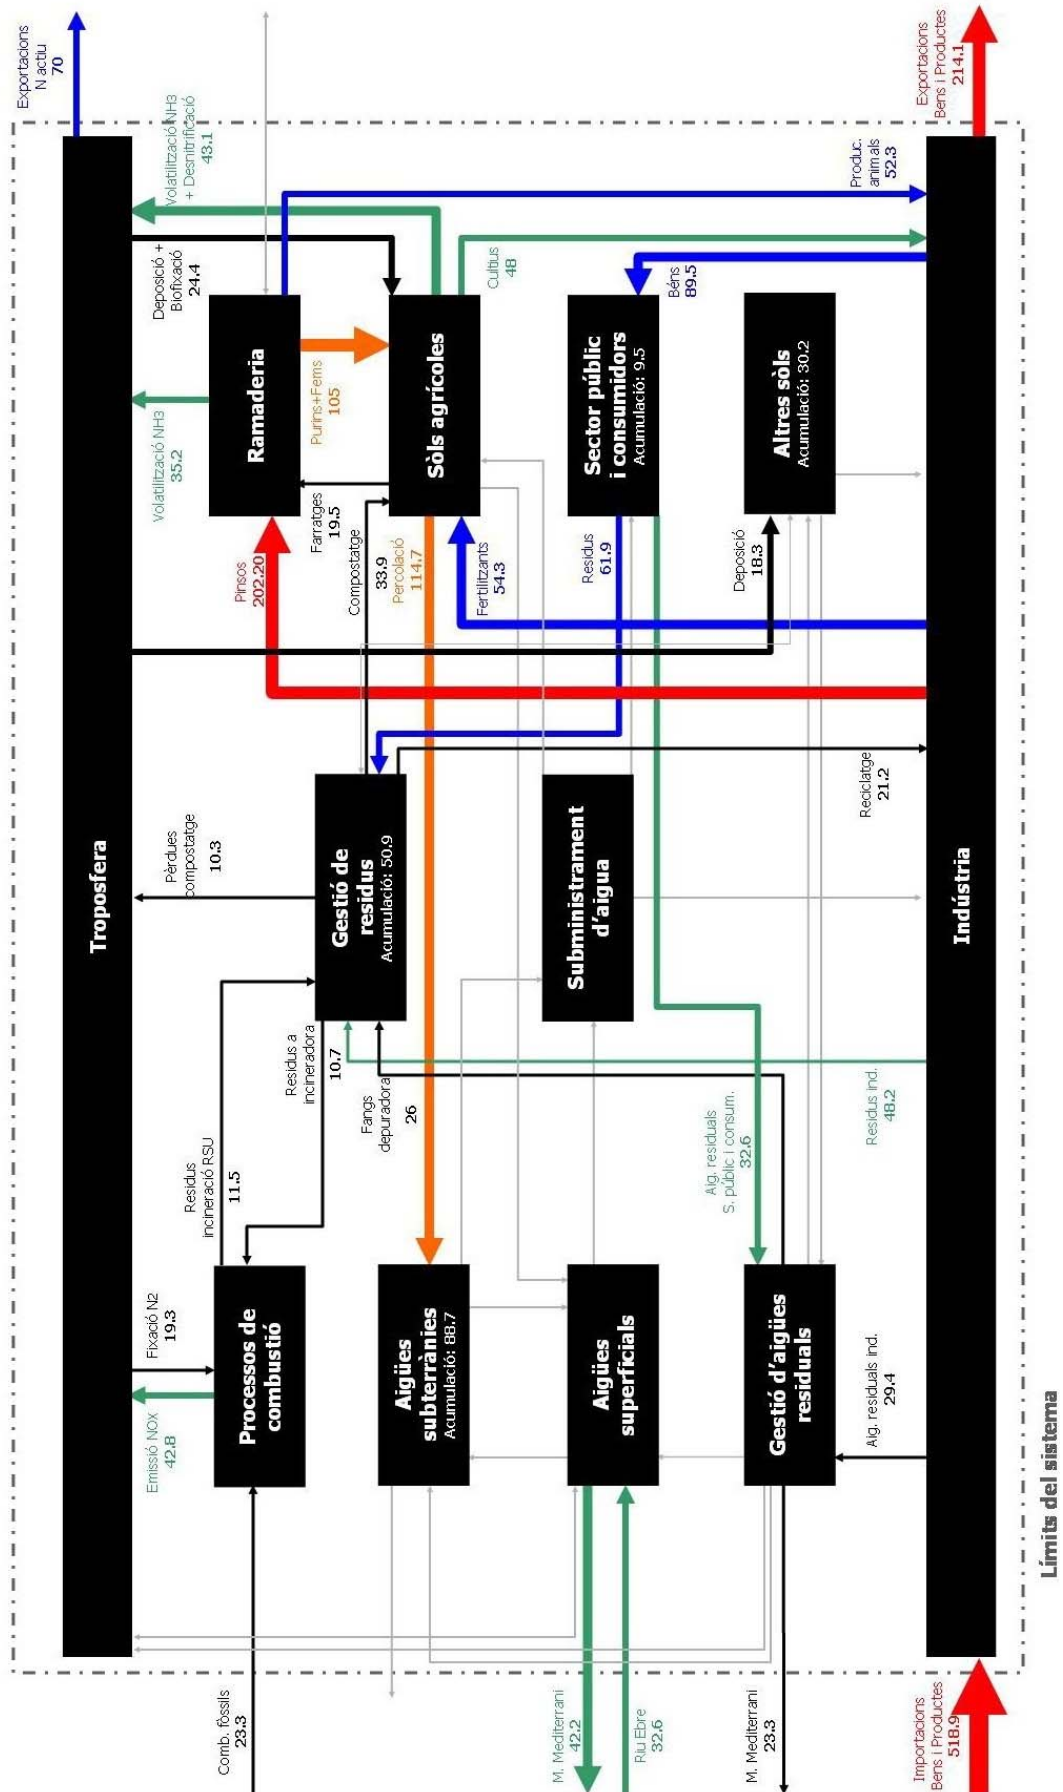 Exportacions
N actiu
70
Volatilització NH3
+ Desnitrificació
43.1
Deposició +
Biofixació
24.4
Volatilització NH3
35.2
Pèrdues
compostatge
10.3
Residus
incineració RSU
11.5
Fixació N2
19.3
Emissió NOx
42.8
Comb. fòssils
23.3
Troposfera
Ramaderia
Purins+Fems
105
Pinsos
202.20
Farratges
19.5
Compostatge
33.9
Percolació
114.7
Sòls agrícoles
Cultius
48
Fertilitzants
54.3
Gestió de
residus
Acumulació: 50.9
Residus a
incineradora
10.7
Fangs
depuradora
26
Processos de
combustió
Aigües
subterrànies
Acumulació: 88.7
Sector públic
i consumidors
Acumulació: 9.5
Béns
89.5
Produc.
animals
52.3
Residus
61.9
Subministrament
d'aigua
Aigües
superficials
M. Mediterrani
42.2
Riu Ebre
32.6
Altres sòls
Acumulació: 30.2
Deposició
18.3
Reciclatge
21.2
Aig. residuals
S. públic i consum.
32.6
Residus ind.
48.2
Gestió d'aigües
residuals
Aig. residuals ind.
29.4
M. Mediterrani
23.3
Indústria
Exportacions
Bens i Productes
214.1
Importacions
Bens i Productes
518.9
Límits del sistema